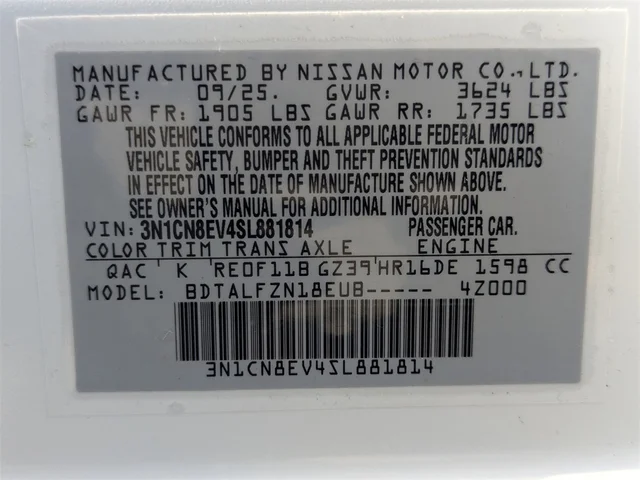 MANUFACTURED BY NISSAN MOTOR CO.,LTD.
DATE: 09/25. GVWR: 3624 LBS
GAWR FR: 1905 LBS GAWR RR: 1735 LBS
THIS VEHICLE CONFORMS TO ALL APPLICABLE FEDERAL MOTOR
VEHICLE SAFETY, BUMPER AND THEFT PREVENTION STANDARDS
IN EFFECT ON THE DATE OF MANUFACTURE SHOWN ABOVE.
SEE OWNER'S MANUAL FOR ADDITIONAL INFORMATION.
VIN: 3N1CN8EV4SL881814 PASSENGER CAR.
COLOR TRIM TRANS AXLE ENGINE
QAC K RE0F11B GZ39 HR16DE 1598 CC
MODEL: BDTALFZN18EUB----- 4Z000
3N1CN8EV4SL881814